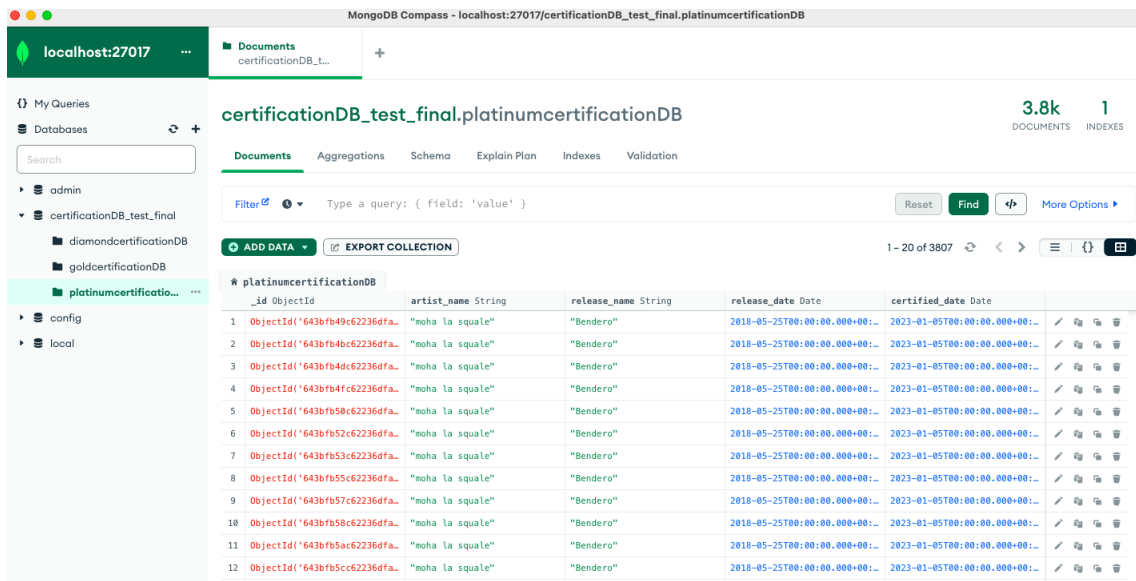 MongoDB Compass - localhost:27017/certificationDB_test_final.platinumcertificationDB
localhost:27017 ...
Documents
certificationDB_t...
+
{} My Queries
Databases
Search
admin
certificationDB_test_final
diamondcertificationDB
goldcertificationDB
platinumcertificatio... ...
config
local
certificationDB_test_final.platinumcertificationDB
3.8k
DOCUMENTS
1
INDEXES
Documents Aggregations Schema Explain Plan Indexes Validation
Filter Type a query: { field: 'value' } Reset Find </> More Options
ADD DATA EXPORT COLLECTION 1 – 20 of 3807 {}
platinumcertificationDB
_id ObjectId artist_name String release_name String release_date Date certified_date Date
1 ObjectId('643bfb49c62236dfa… "moha la squale" "Bendero" 2018-05-25T00:00:00.000+00:… 2023-01-05T00:00:00.000+00:…
2 ObjectId('643bfb4bc62236dfa… "moha la squale" "Bendero" 2018-05-25T00:00:00.000+00:… 2023-01-05T00:00:00.000+00:…
3 ObjectId('643bfb4dc62236dfa… "moha la squale" "Bendero" 2018-05-25T00:00:00.000+00:… 2023-01-05T00:00:00.000+00:…
4 ObjectId('643bfb4fc62236dfa… "moha la squale" "Bendero" 2018-05-25T00:00:00.000+00:… 2023-01-05T00:00:00.000+00:…
5 ObjectId('643bfb50c62236dfa… "moha la squale" "Bendero" 2018-05-25T00:00:00.000+00:… 2023-01-05T00:00:00.000+00:…
6 ObjectId('643bfb52c62236dfa… "moha la squale" "Bendero" 2018-05-25T00:00:00.000+00:… 2023-01-05T00:00:00.000+00:…
7 ObjectId('643bfb53c62236dfa… "moha la squale" "Bendero" 2018-05-25T00:00:00.000+00:… 2023-01-05T00:00:00.000+00:…
8 ObjectId('643bfb55c62236dfa… "moha la squale" "Bendero" 2018-05-25T00:00:00.000+00:… 2023-01-05T00:00:00.000+00:…
9 ObjectId('643bfb57c62236dfa… "moha la squale" "Bendero" 2018-05-25T00:00:00.000+00:… 2023-01-05T00:00:00.000+00:…
10 ObjectId('643bfb58c62236dfa… "moha la squale" "Bendero" 2018-05-25T00:00:00.000+00:… 2023-01-05T00:00:00.000+00:…
11 ObjectId('643bfb5ac62236dfa… "moha la squale" "Bendero" 2018-05-25T00:00:00.000+00:… 2023-01-05T00:00:00.000+00:…
12 ObjectId('643bfb5cc62236dfa… "moha la squale" "Bendero" 2018-05-25T00:00:00.000+00:… 2023-01-05T00:00:00.000+00:…